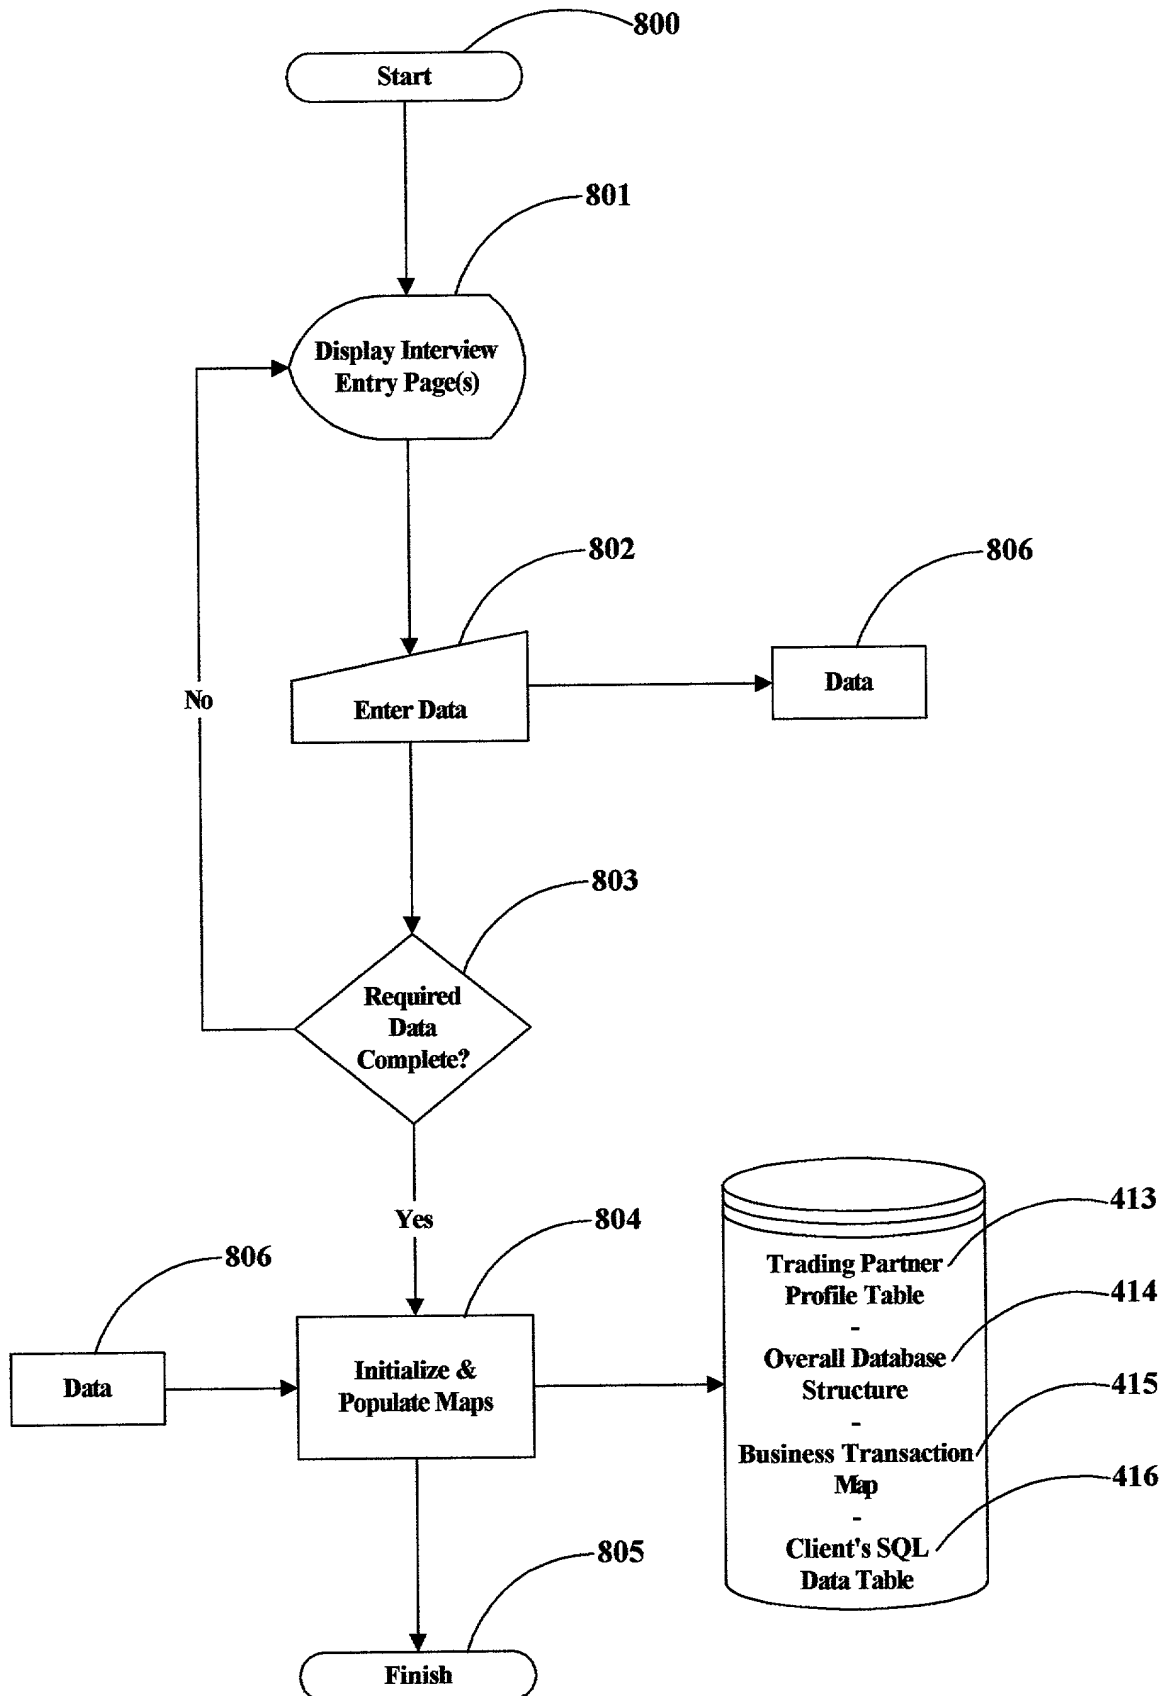 800
Start
801
Display Interview
Entry Page(s)
802
806
No
Enter Data
Data
803
Required
Data
Complete?
Yes
804
806
Data
Initialize &
Populate Maps
413
Trading Partner
Profile Table
-
414
Overall Database
Structure
-
415
Business Transaction
Map
-
416
Client's SQL
Data Table
805
Finish